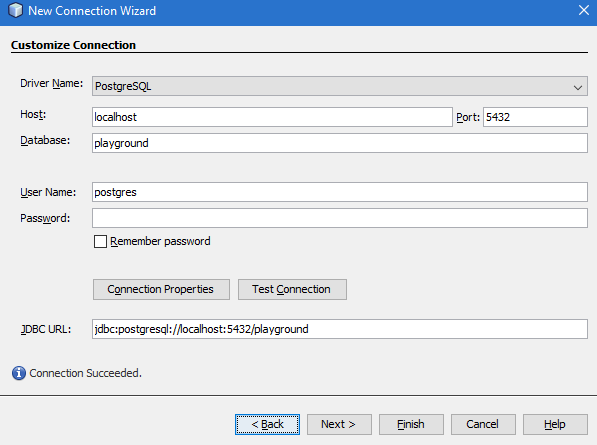 New Connection Wizard
Customize Connection
Driver Name: PostgreSQL
Host: localhost Port: 5432
Database: playground
User Name: postgres
Password:
Remember password
Connection Properties Test Connection
JDBC URL: jdbc:postgresql://localhost:5432/playground
Connection Succeeded.
< Back Next > Finish Cancel Help